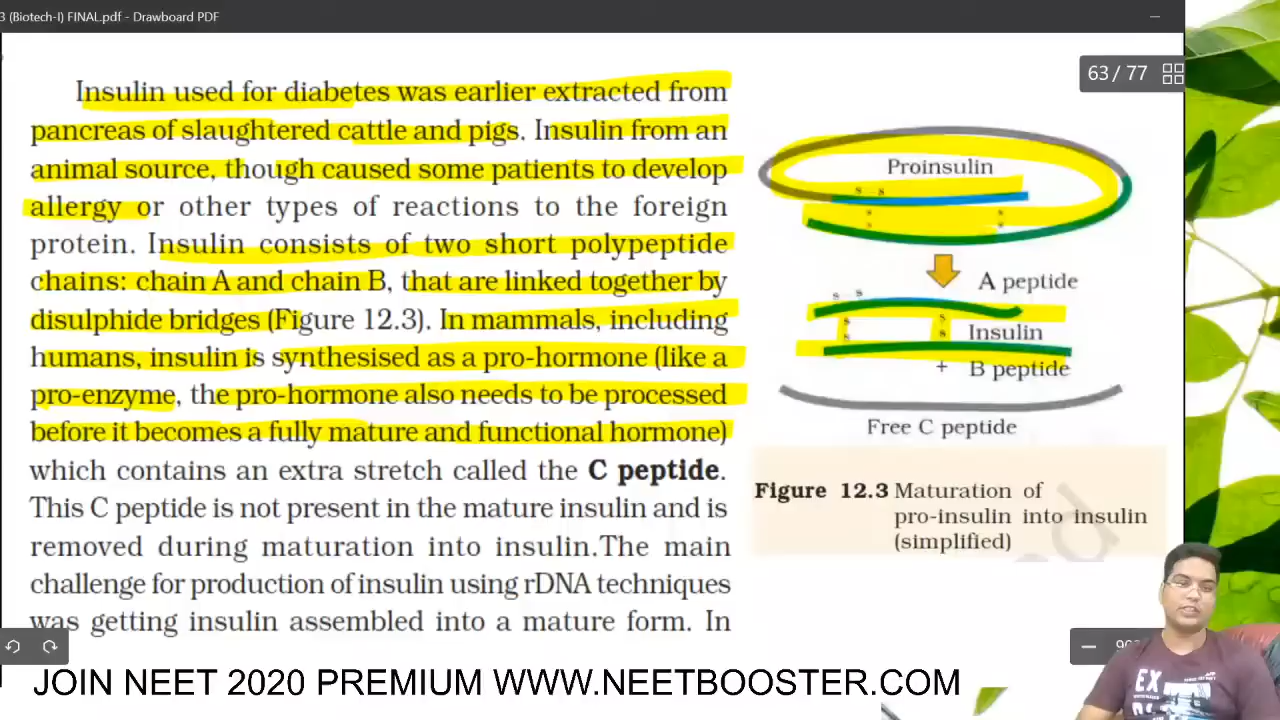 3 (Biotech-I) FINAL.pdf - Drawboard PDF
63 / 77
Insulin used for diabetes was earlier extracted from
pancreas of slaughtered cattle and pigs. Insulin from an
animal source, though caused some patients to develop
allergy or other types of reactions to the foreign
protein. Insulin consists of two short polypeptide
chains: chain A and chain B, that are linked together by
disulphide bridges (Figure 12.3). In mammals, including
humans, insulin is synthesised as a pro-hormone (like a
pro-enzyme, the pro-hormone also needs to be processed
before it becomes a fully mature and functional hormone)
which contains an extra stretch called the C peptide.
This C peptide is not present in the mature insulin and is
removed during maturation into insulin.The main
challenge for production of insulin using rDNA techniques
was getting insulin assembled into a mature form. In
Proinsulin
s s
s s
s s
A peptide
s s
s s
s s
Insulin
+ B peptide
Free C peptide
Figure 12.3 Maturation of
pro-insulin into insulin
(simplified)
EX
JOIN NEET 2020 PREMIUM WWW.NEETBOOSTER.COM